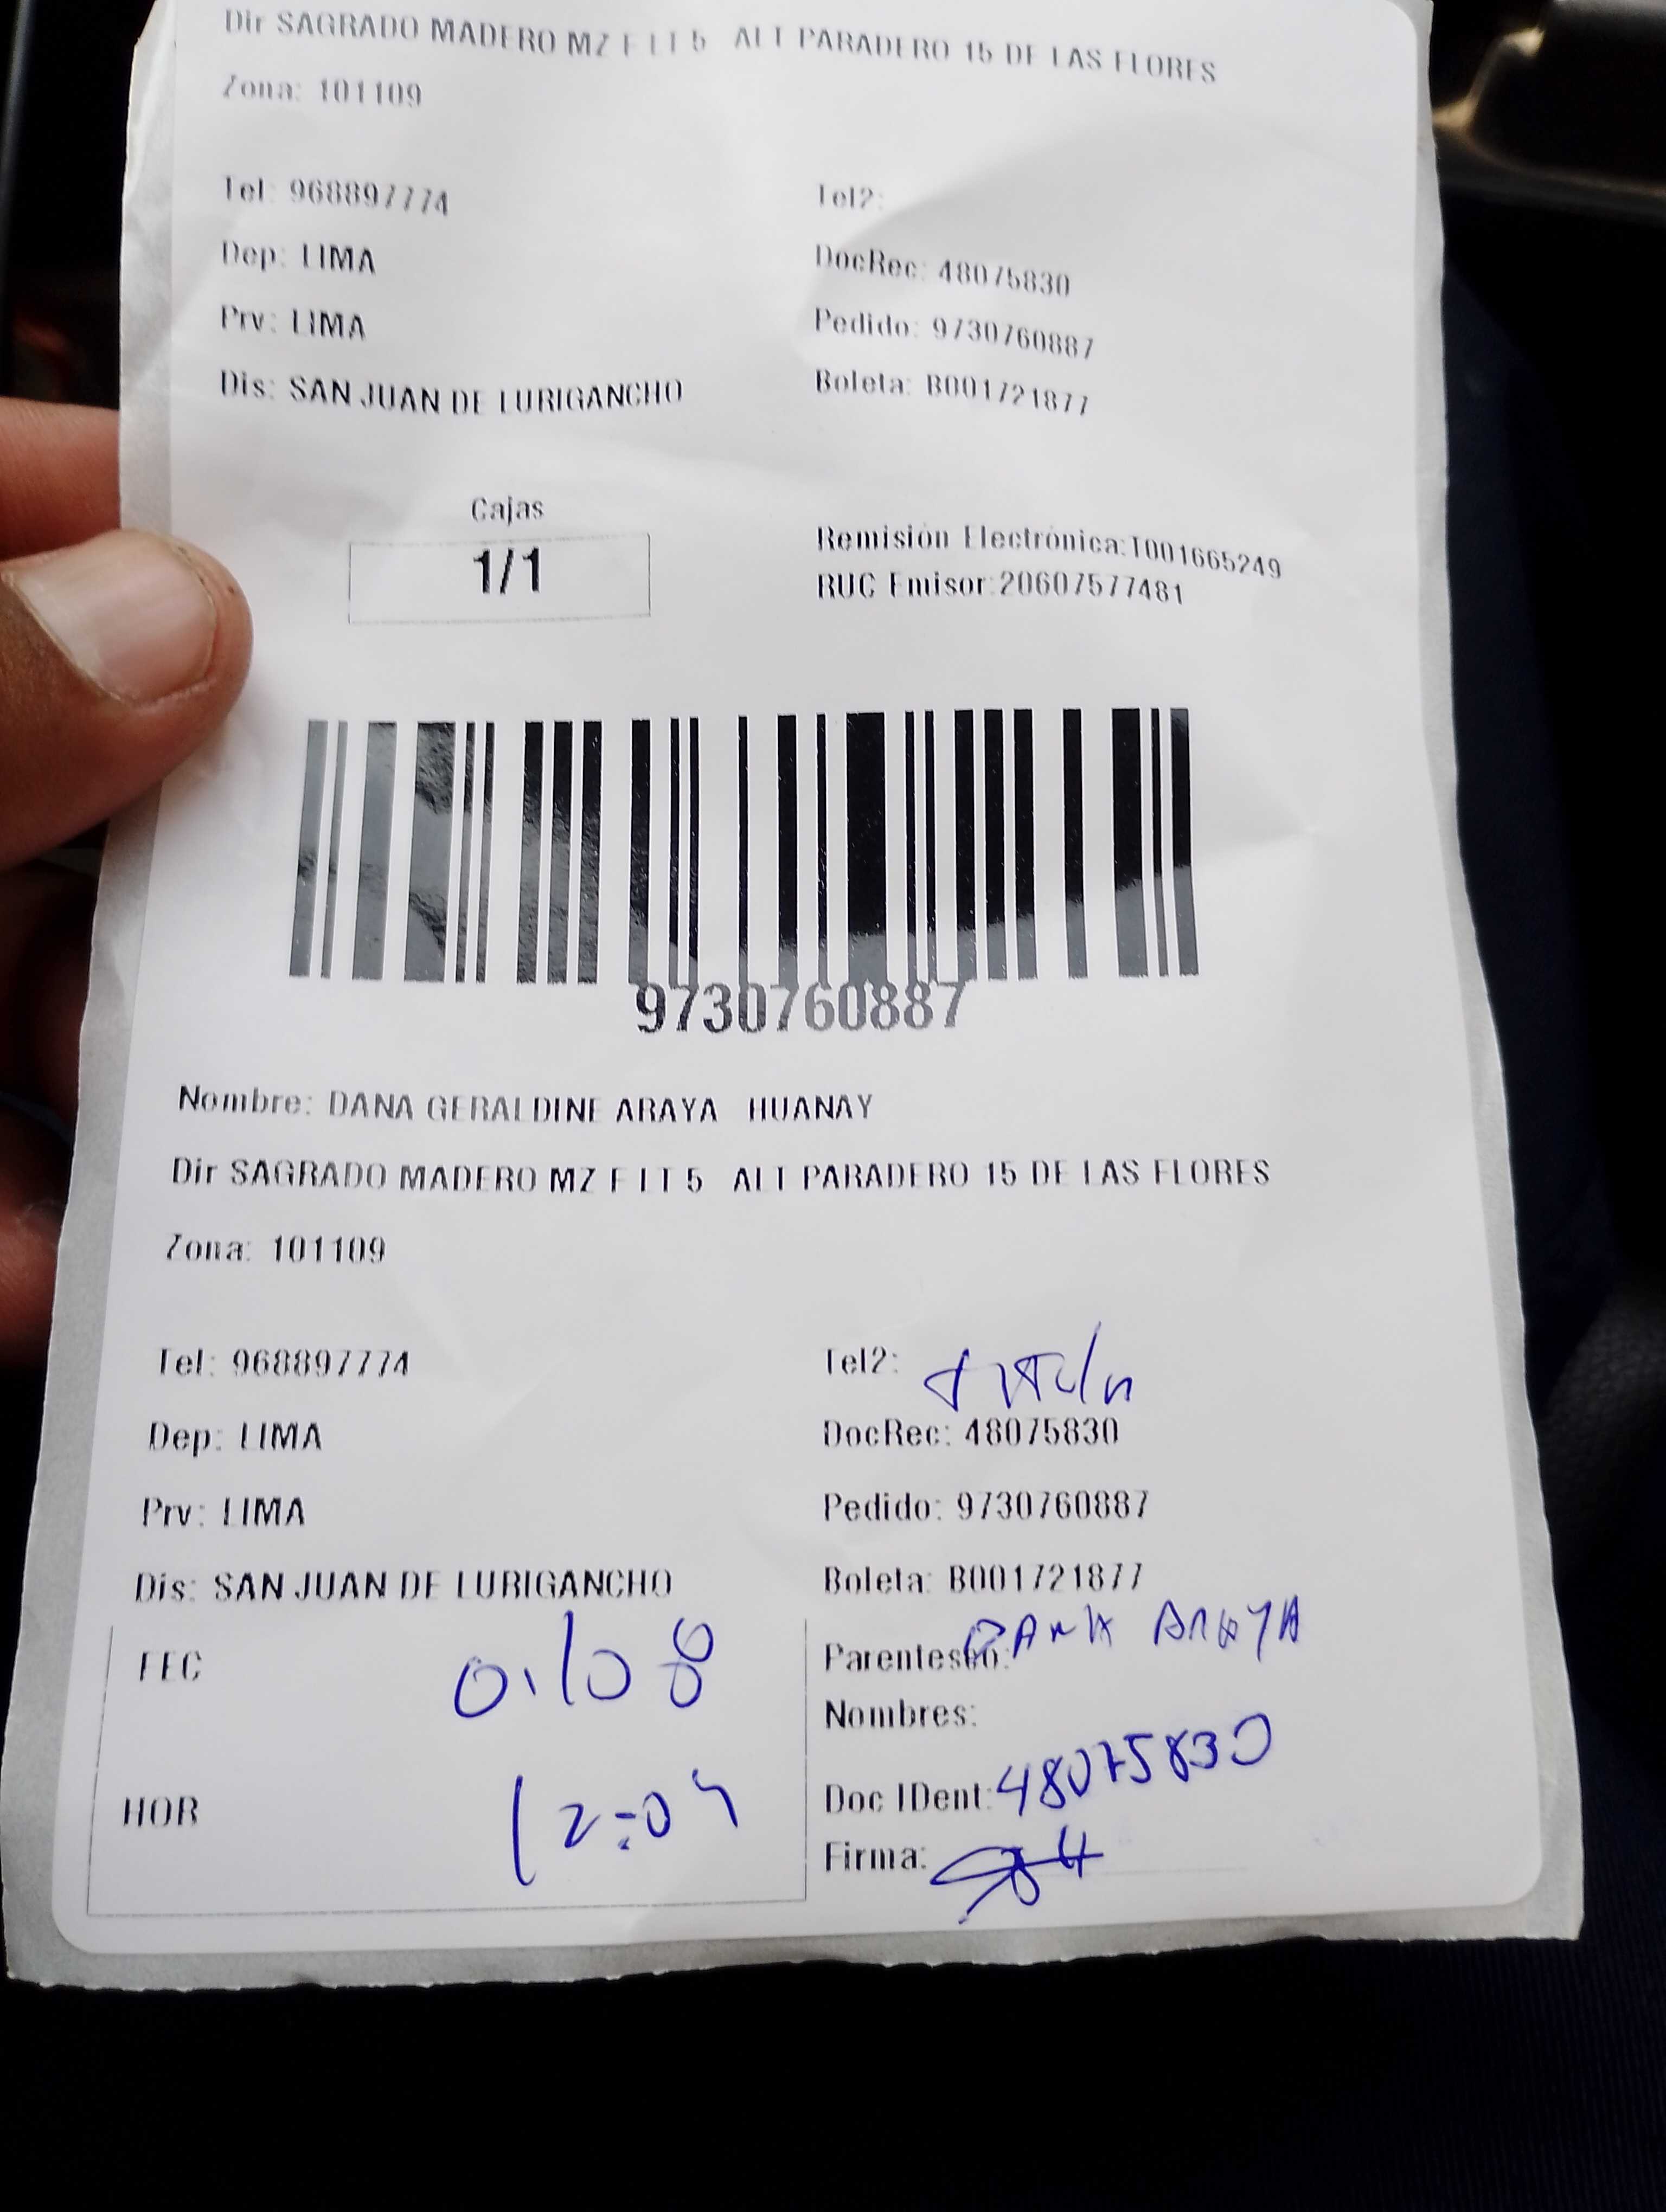 Dir SAGRADO MADERO MZ F LT 5 ALT PARADERO 15 DE LAS FLORES
Zona: 101109
Tel: 968897774 Tel2:
Dep: LIMA DocRec: 48075830
Prv: LIMA Pedido: 9730760887
Dis: SAN JUAN DE LURIGANCHO Boleta: B001721877
Cajas
1/1
Remisión Electrónica:T001665249
RUC Emisor:20607577481
9730760887
Nombre: DANA GERALDINE ARAYA HUANAY
Dir SAGRADO MADERO MZ F LT 5 ALT PARADERO 15 DE LAS FLORES
Zona: 101109
Tel: 968897774 Tel2:
Dep: LIMA DocRec: 48075830
Prv: LIMA Pedido: 9730760887
Dis: SAN JUAN DE LURIGANCHO Boleta: B001721877
FEC 01/08 Parentesco: DANA ARAYA
Nombres:
HOR 12:04 Doc IDent: 48075830
Firma: